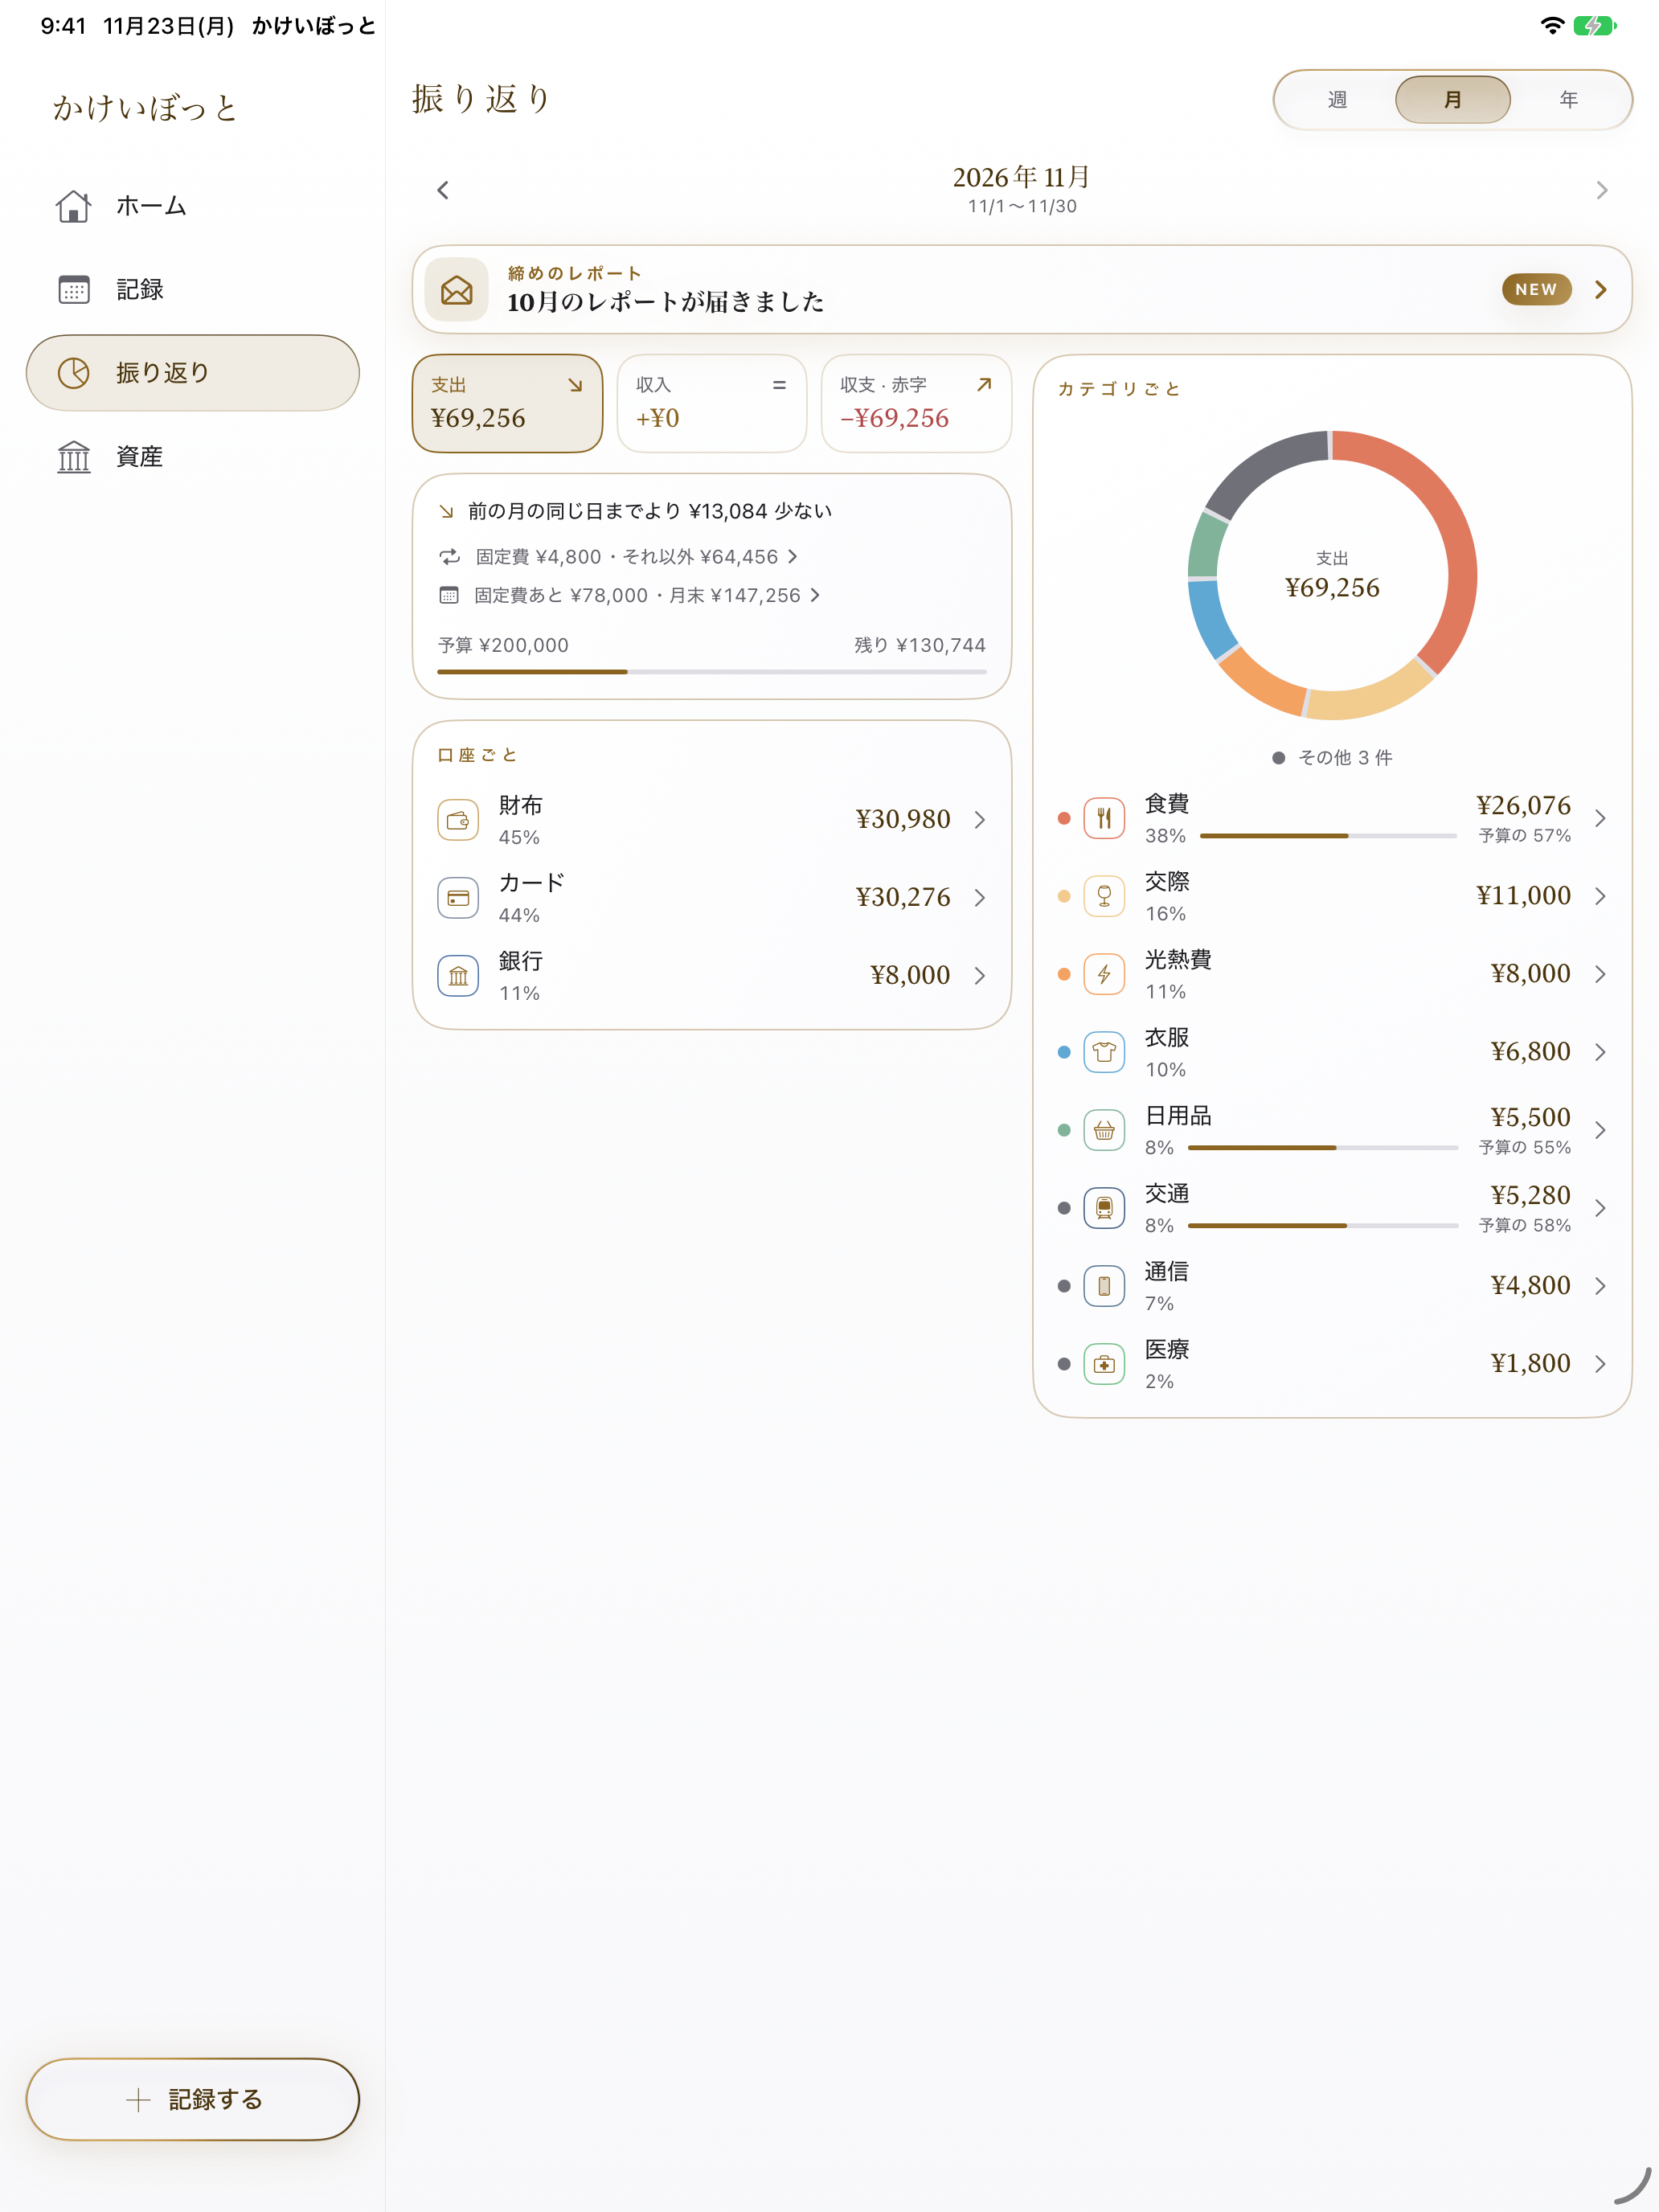 9:41 11月23日(月) かけいぼっと
かけいぼっと
ホーム
記録
振り返り
資産
記録する
振り返り
週 月 年
2026年 11月
11/1〜11/30
締めのレポート
10月のレポートが届きました
NEW
支出
¥69,256
収入
+¥0
収支 · 赤字
−¥69,256
前の月の同じ日までより ¥13,084 少ない
固定費 ¥4,800・それ以外 ¥64,456
固定費あと ¥78,000・月末 ¥147,256
予算 ¥200,000 残り ¥130,744
口座ごと
財布
45%
¥30,980
カード
44%
¥30,276
銀行
11%
¥8,000
カテゴリごと
支出
¥69,256
その他 3 件
食費
¥26,076
38% 予算の 57%
交際
16%
¥11,000
光熱費
11%
¥8,000
衣服
10%
¥6,800
日用品
¥5,500
8% 予算の 55%
交通
¥5,280
8% 予算の 58%
通信
7%
¥4,800
医療
2%
¥1,800